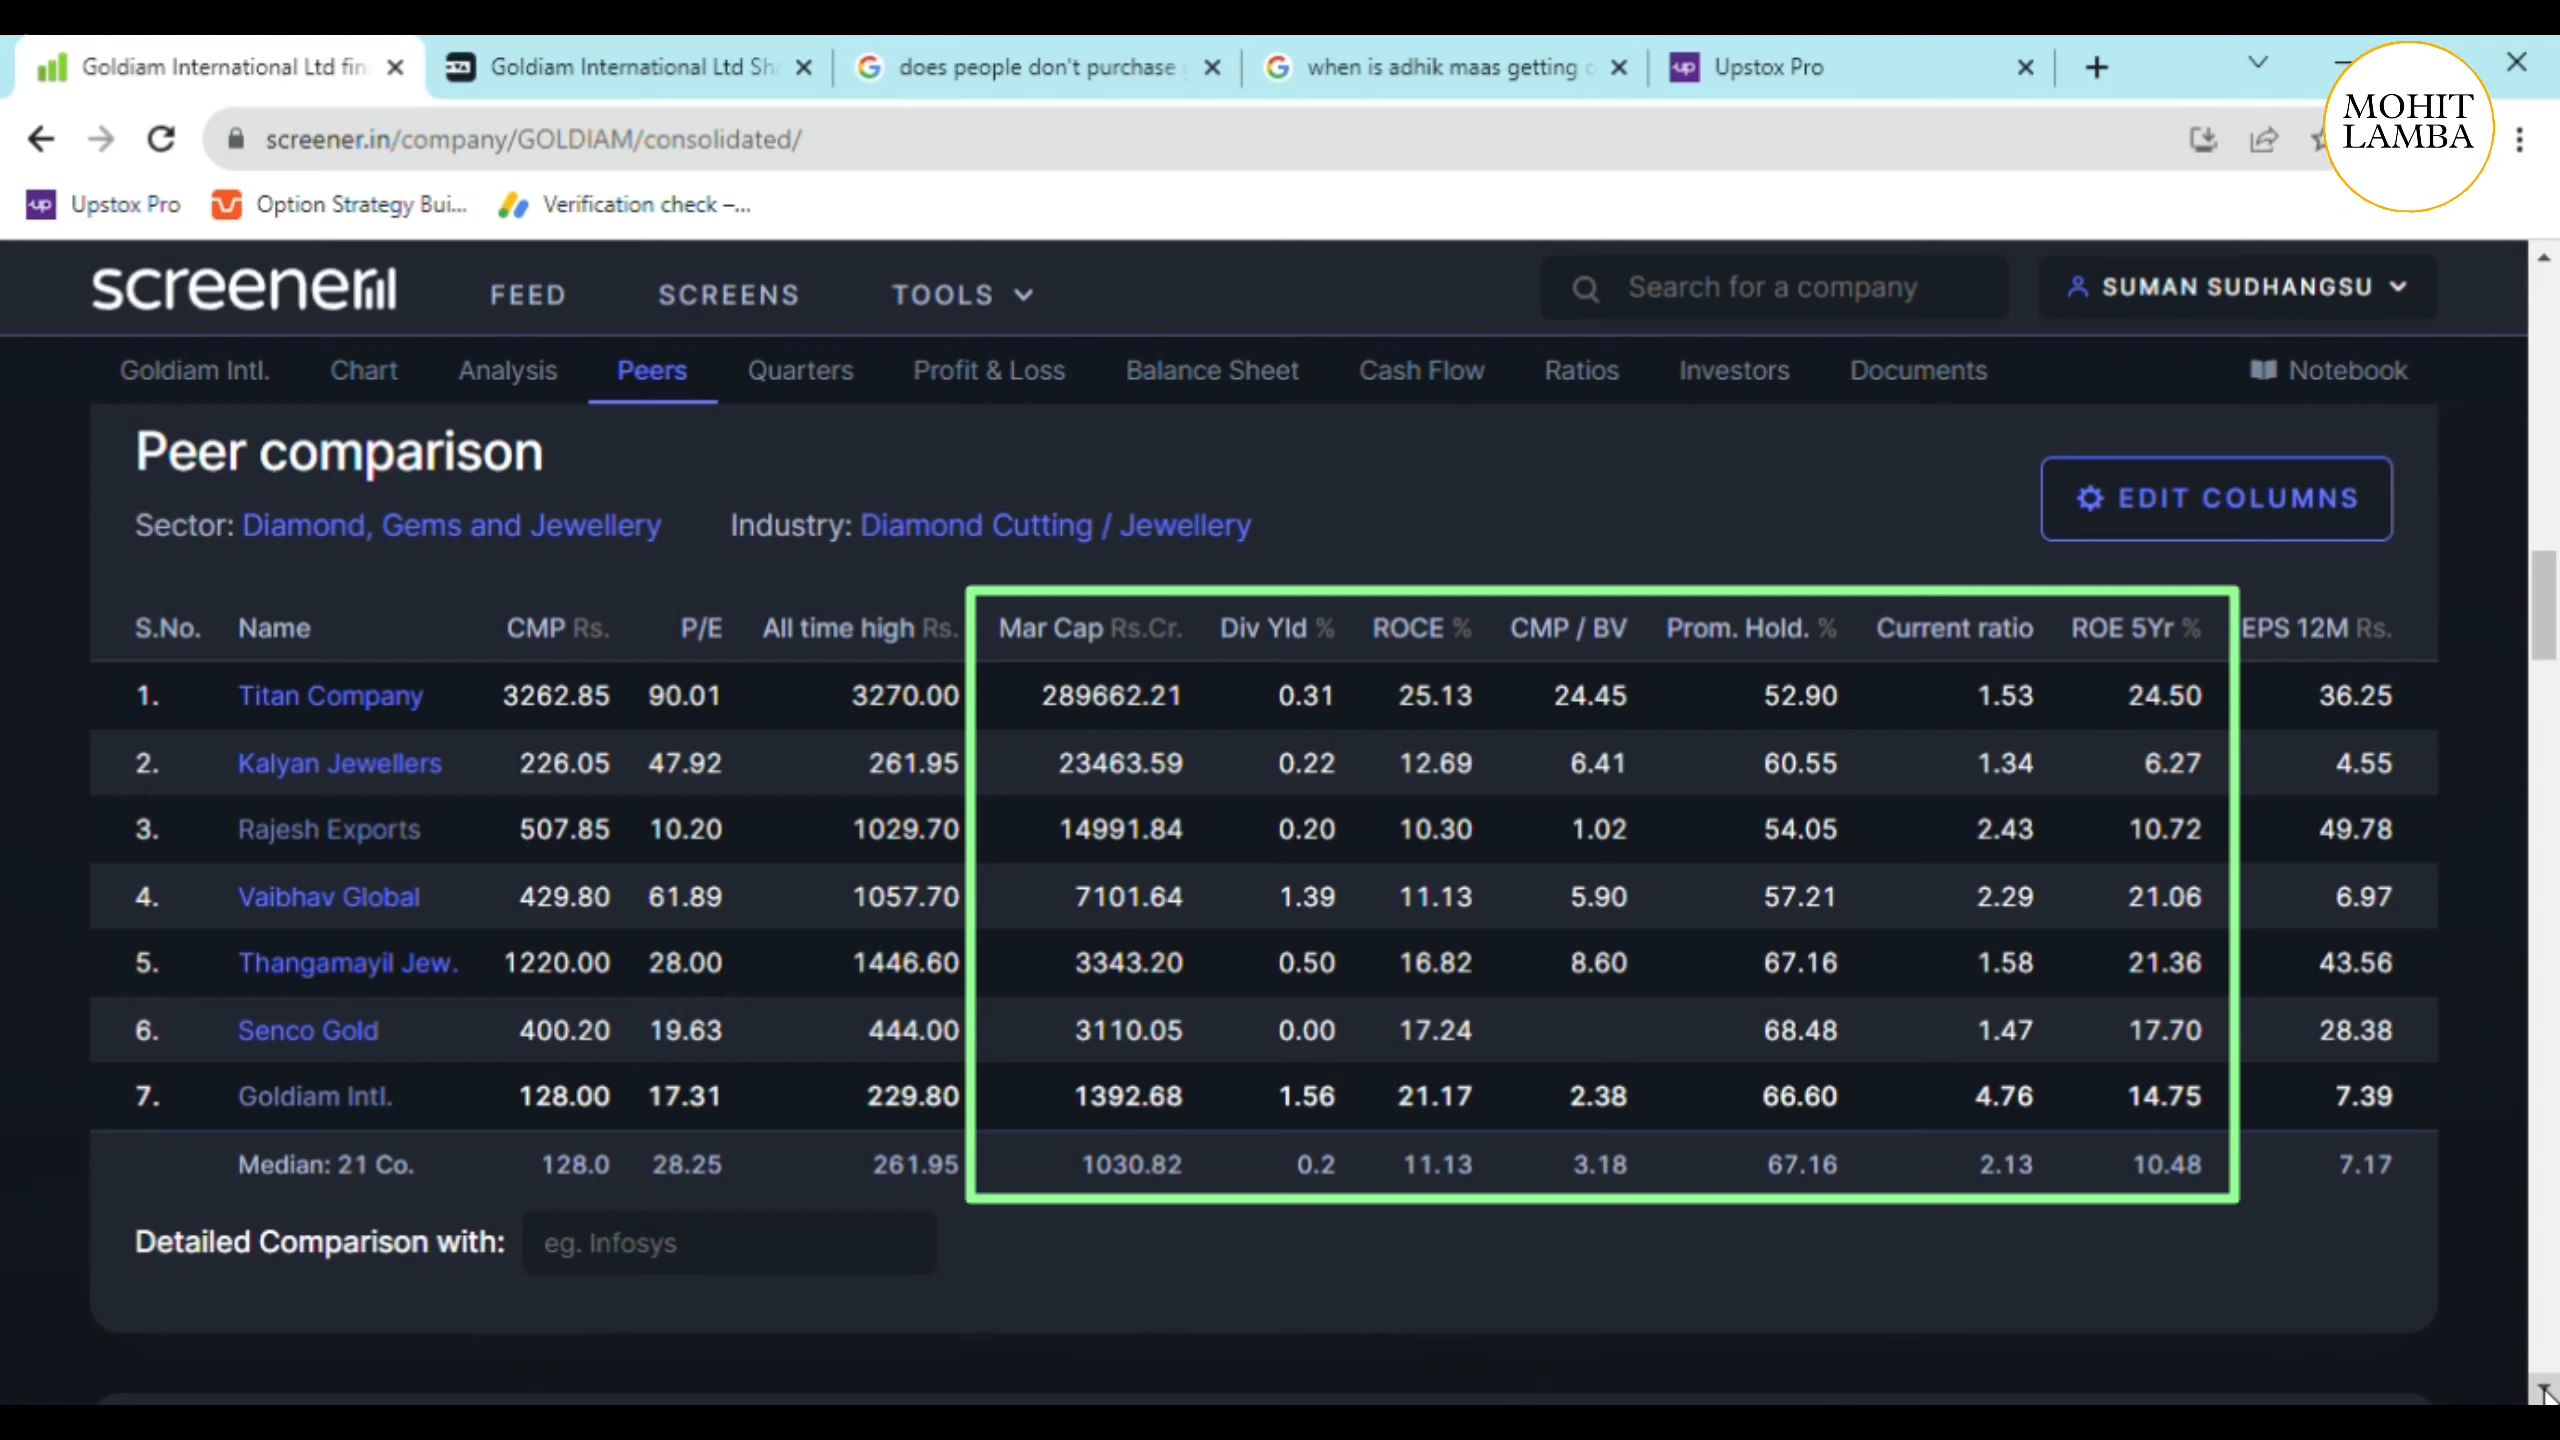 Goldiam International Ltd fin
Goldiam International Ltd Sh
does people don't purchase
when is adhik maas getting
Upstox Pro
MOHIT
LAMBA
screener.in/company/GOLDIAM/consolidated/
Upstox Pro
Option Strategy Bui...
Verification check –...
screener
FEED
SCREENS
TOOLS
Search for a company
SUMAN SUDHANGSU
Goldiam Intl. Chart Analysis Peers Quarters Profit & Loss Balance Sheet Cash Flow Ratios Investors Documents Notebook
Peer comparison
EDIT COLUMNS
Sector: Diamond, Gems and Jewellery Industry: Diamond Cutting / Jewellery
S.No. Name CMP Rs. P/E All time high Rs. Mar Cap Rs.Cr. Div Yld % ROCE % CMP / BV Prom. Hold. % Current ratio ROE 5Yr % EPS 12M Rs.
1. Titan Company 3262.85 90.01 3270.00 289662.21 0.31 25.13 24.45 52.90 1.53 24.50 36.25
2. Kalyan Jewellers 226.05 47.92 261.95 23463.59 0.22 12.69 6.41 60.55 1.34 6.27 4.55
3. Rajesh Exports 507.85 10.20 1029.70 14991.84 0.20 10.30 1.02 54.05 2.43 10.72 49.78
4. Vaibhav Global 429.80 61.89 1057.70 7101.64 1.39 11.13 5.90 57.21 2.29 21.06 6.97
5. Thangamayil Jew. 1220.00 28.00 1446.60 3343.20 0.50 16.82 8.60 67.16 1.58 21.36 43.56
6. Senco Gold 400.20 19.63 444.00 3110.05 0.00 17.24 68.48 1.47 17.70 28.38
7. Goldiam Intl. 128.00 17.31 229.80 1392.68 1.56 21.17 2.38 66.60 4.76 14.75 7.39
Median: 21 Co. 128.0 28.25 261.95 1030.82 0.2 11.13 3.18 67.16 2.13 10.48 7.17
Detailed Comparison with: eg. Infosys